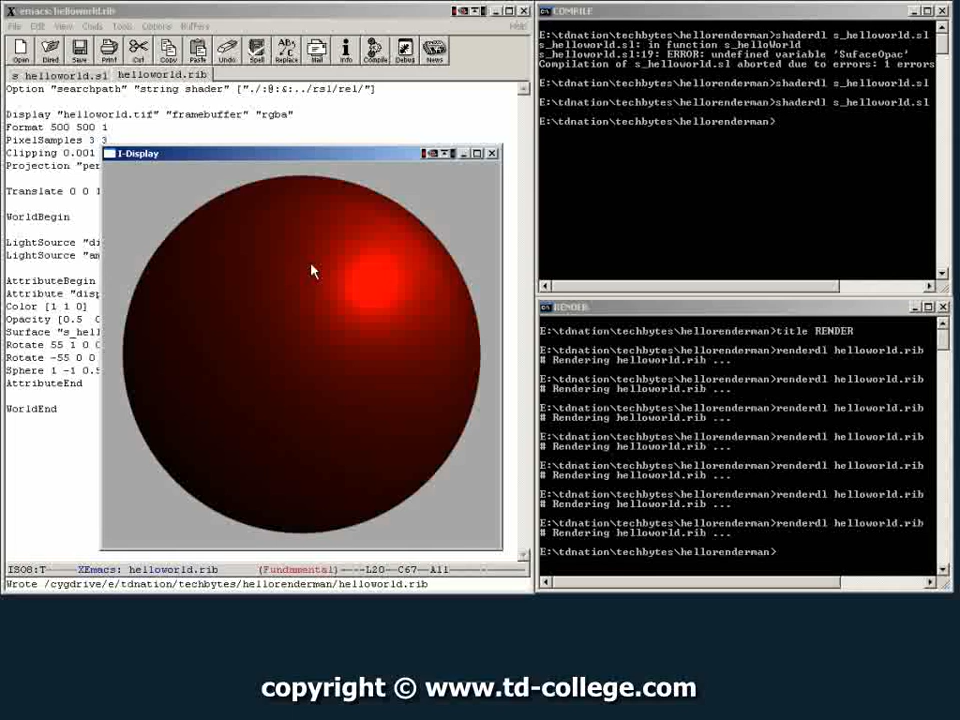 emacs: helloworld.rib
File Edit View Cmds Tools Options Buffers
Help
Open Dired Save Print Cut Copy Paste Undo Spell Replace Mail Info Compile Debug News
s_helloworld.sl helloworld.rib
Option "searchpath" "string shader" ["./:@:&:../rsl/rel/"]
Display "helloworld.tif" "framebuffer" "rgba"
Format 500 500 1
PixelSamples 3 3
Clipping 0.001
Projection "per
Translate 0 0 1
WorldBegin
LightSource "di
LightSource "am
AttributeBegin
Attribute "disp
Color [1 1 0]
Opacity [0.5 0
Surface "s_hell
Rotate 55 1 0 0
Rotate -55 0 0
Sphere 1 -1 0.5
AttributeEnd
WorldEnd
I-Display
ISO8:T XEmacs: helloworld.rib (Fundamental) L20 C67 All
Wrote /cygdrive/e/tdnation/techbytes/hellorenderman/helloworld.rib
COMPILE
E:\tdnation\techbytes\hellorenderman>shaderdl s_helloworld.sl
s_helloworld.sl: in function s_helloWorld
s_helloworld.sl:19: ERROR: undefined variable 'SufaceOpac'
Compilation of s_helloworld.sl aborted due to errors: 1 errors
E:\tdnation\techbytes\hellorenderman>shaderdl s_helloworld.sl
E:\tdnation\techbytes\hellorenderman>shaderdl s_helloworld.sl
E:\tdnation\techbytes\hellorenderman>
RENDER
E:\tdnation\techbytes\hellorenderman>title RENDER
E:\tdnation\techbytes\hellorenderman>renderdl helloworld.rib
# Rendering helloworld.rib ...
E:\tdnation\techbytes\hellorenderman>renderdl helloworld.rib
# Rendering helloworld.rib ...
E:\tdnation\techbytes\hellorenderman>renderdl helloworld.rib
# Rendering helloworld.rib ...
E:\tdnation\techbytes\hellorenderman>renderdl helloworld.rib
# Rendering helloworld.rib ...
E:\tdnation\techbytes\hellorenderman>renderdl helloworld.rib
# Rendering helloworld.rib ...
E:\tdnation\techbytes\hellorenderman>renderdl helloworld.rib
# Rendering helloworld.rib ...
E:\tdnation\techbytes\hellorenderman>renderdl helloworld.rib
# Rendering helloworld.rib ...
E:\tdnation\techbytes\hellorenderman>
copyright © www.td-college.com